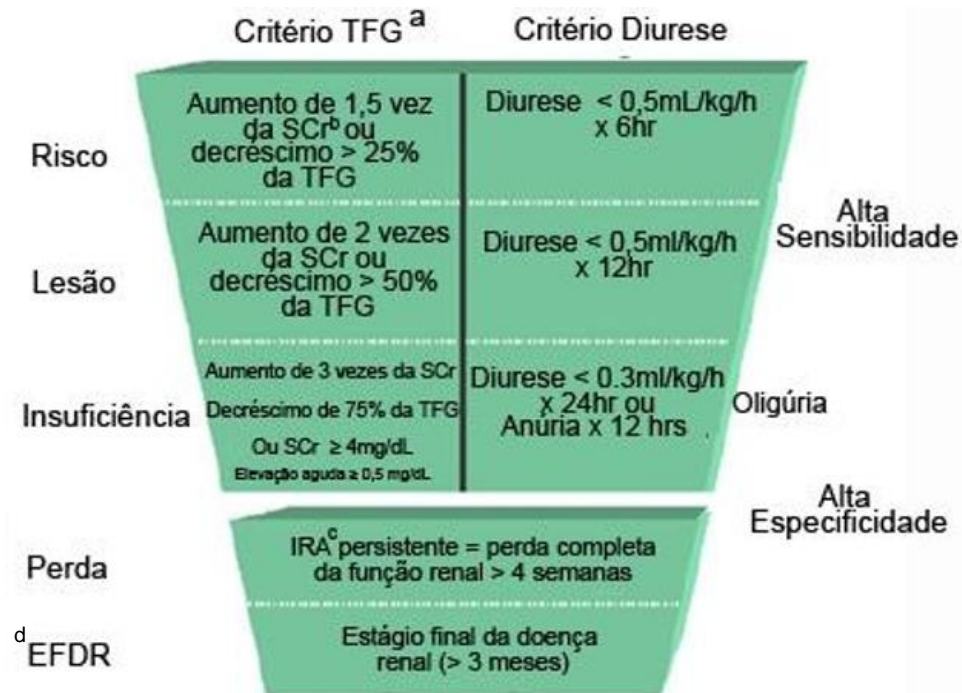 Critério TFG a
Critério Diurese
Risco
Aumento de 1,5 vez
da SCrb ou
decréscimo > 25%
da TFG
Diurese < 0,5mL/kg/h
x 6hr
Alta
Sensibilidade
Lesão
Aumento de 2 vezes
da SCr ou
decréscimo > 50%
da TFG
Diurese < 0,5ml/kg/h
x 12hr
Insuficiência
Aumento de 3 vezes da SCr
Decréscimo de 75% da TFG
Ou SCr ≥ 4mg/dL
Elevação aguda ≥ 0,5 mg/dL
Diurese < 0.3ml/kg/h
x 24hr ou
Anúria x 12 hrs
Oligúria
Alta
Especificidade
Perda
IRAc persistente = perda completa
da função renal > 4 semanas
d EFDR
Estágio final da doença
renal (> 3 meses)